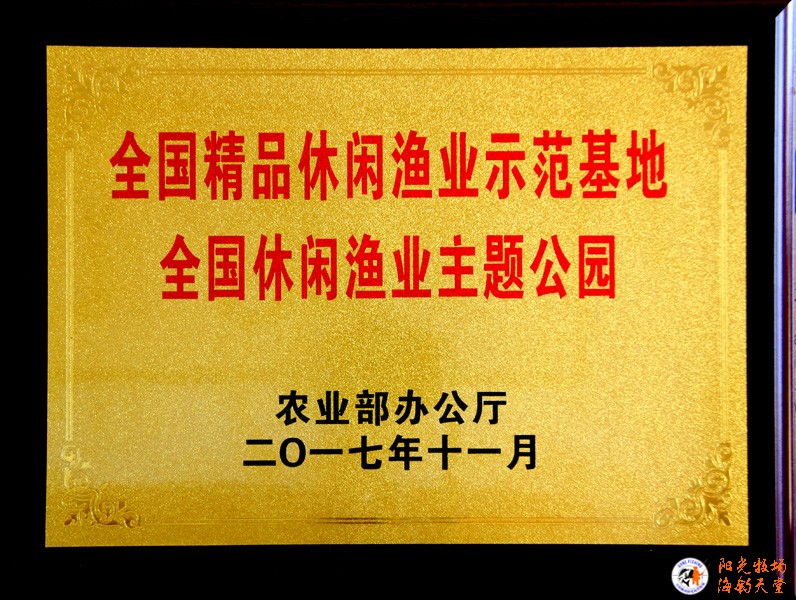 全国精品休闲渔业示范基地
全国休闲渔业主题公园
农业部办公厅
二〇一七年十一月
阳光牧场
海钓天堂